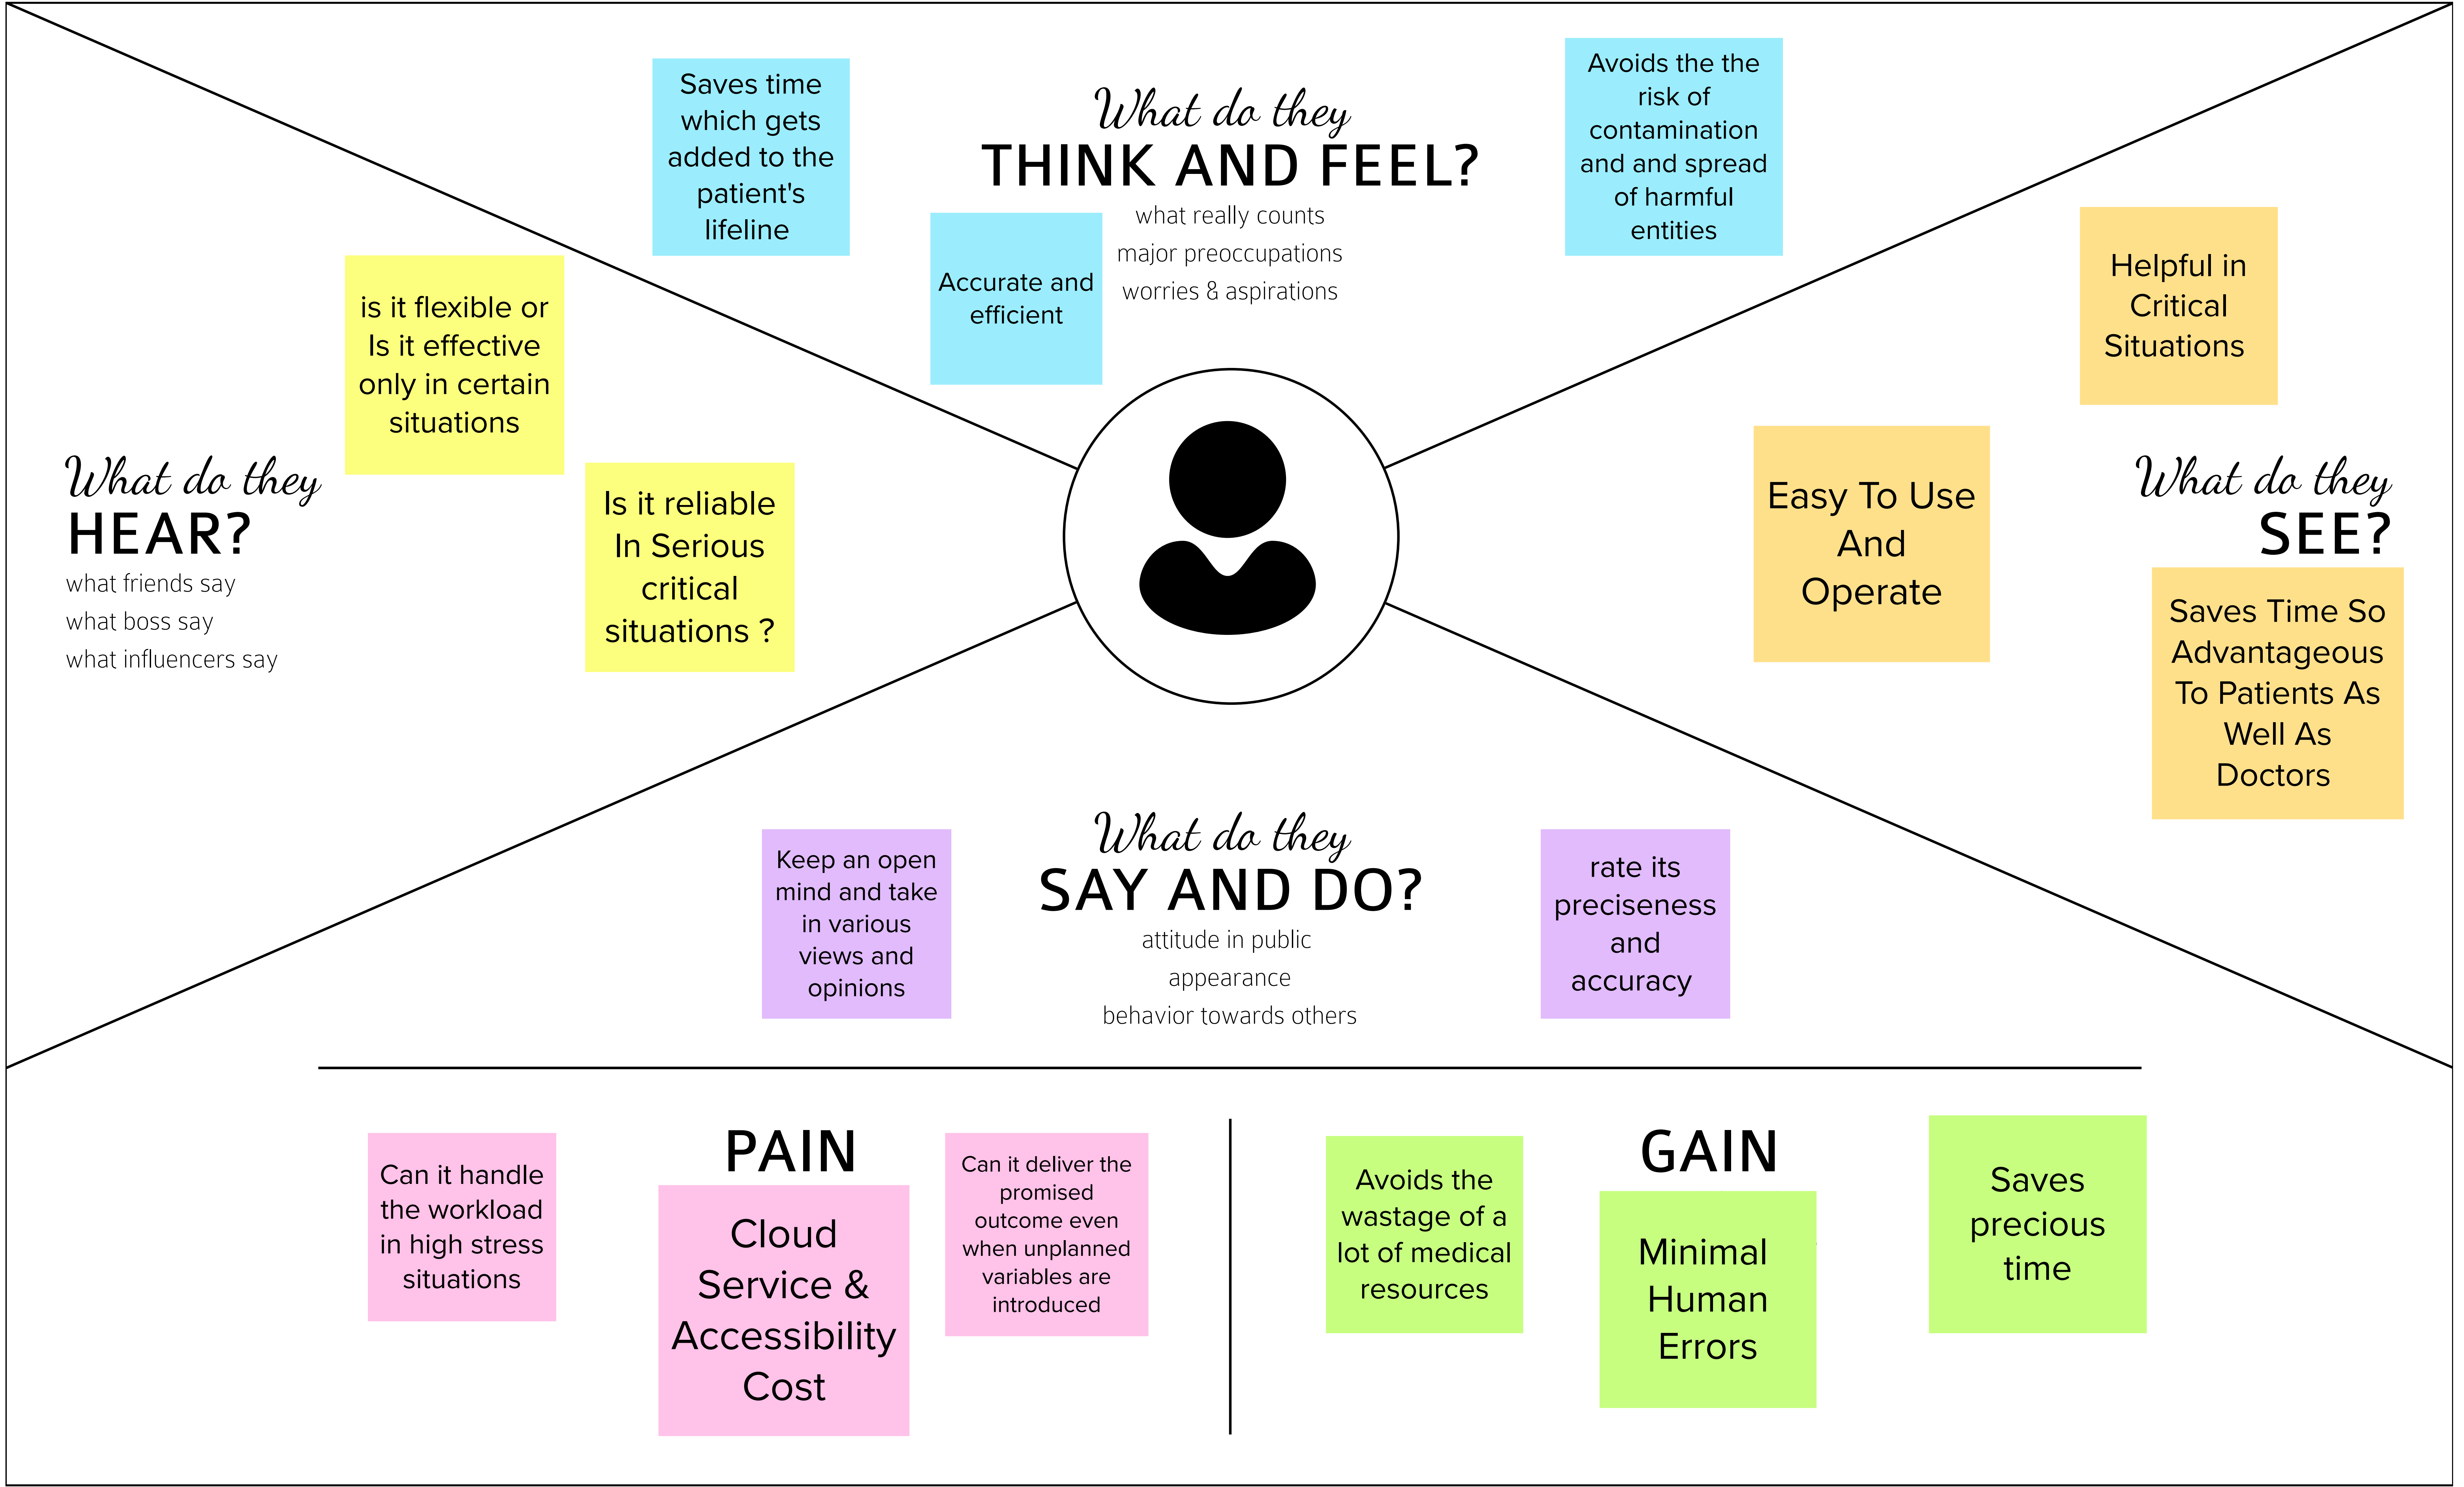 Saves time
which gets
added to the
patient's
lifeline
What do they
THINK AND FEEL?
what really counts
major preoccupations
worries & aspirations
Accurate and
efficient
Avoids the the
risk of
contamination
and and spread
of harmful
entities
is it flexible or
Is it effective
only in certain
situations
What do they
HEAR?
what friends say
what boss say
what influencers say
Is it reliable
In Serious
critical
situations ?
Helpful in
Critical
Situations
Easy To Use
And
Operate
What do they
SEE?
Saves Time So
Advantageous
To Patients As
Well As
Doctors
Keep an open
mind and take
in various
views and
opinions
What do they
SAY AND DO?
attitude in public
appearance
behavior towards others
rate its
preciseness
and
accuracy
Can it handle
the workload
in high stress
situations
PAIN
Cloud
Service &
Accessibility
Cost
Can it deliver the
promised
outcome even
when unplanned
variables are
introduced
Avoids the
wastage of a
lot of medical
resources
GAIN
Minimal
Human
Errors
Saves
precious
time